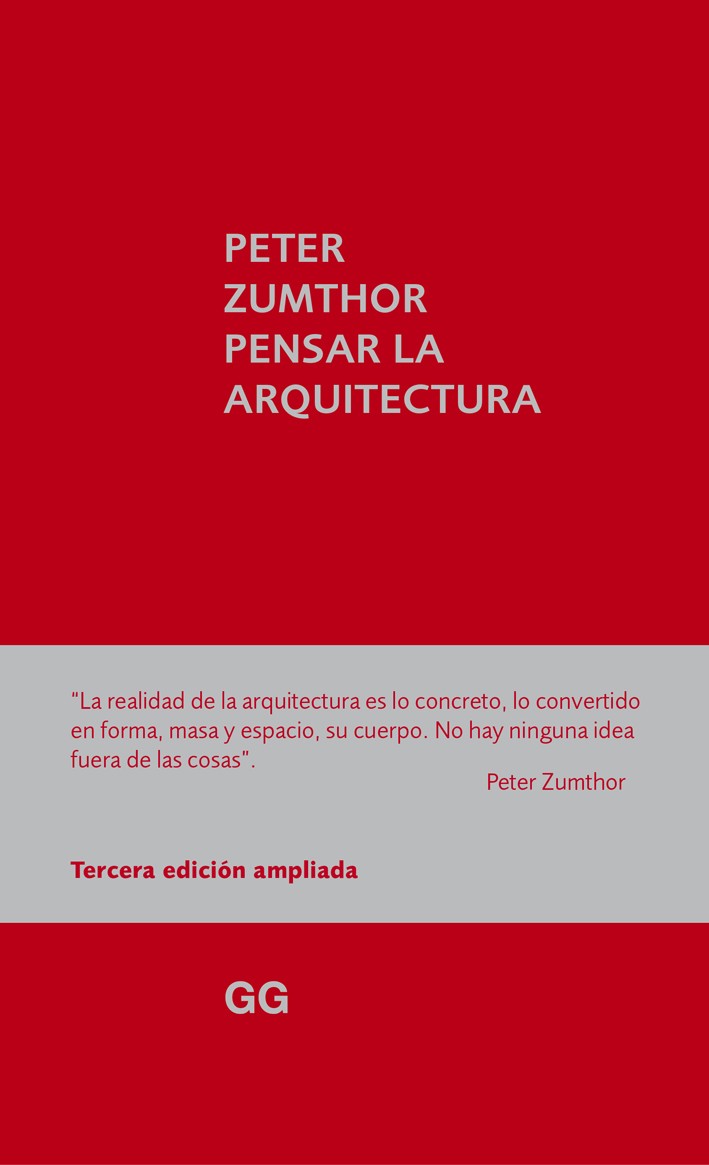 PETER
ZUMTHOR
PENSAR LA
ARQUITECTURA
“La realidad de la arquitectura es lo concreto, lo convertido
en forma, masa y espacio, su cuerpo. No hay ninguna idea
fuera de las cosas”.
Peter Zumthor
Tercera edición ampliada
GG